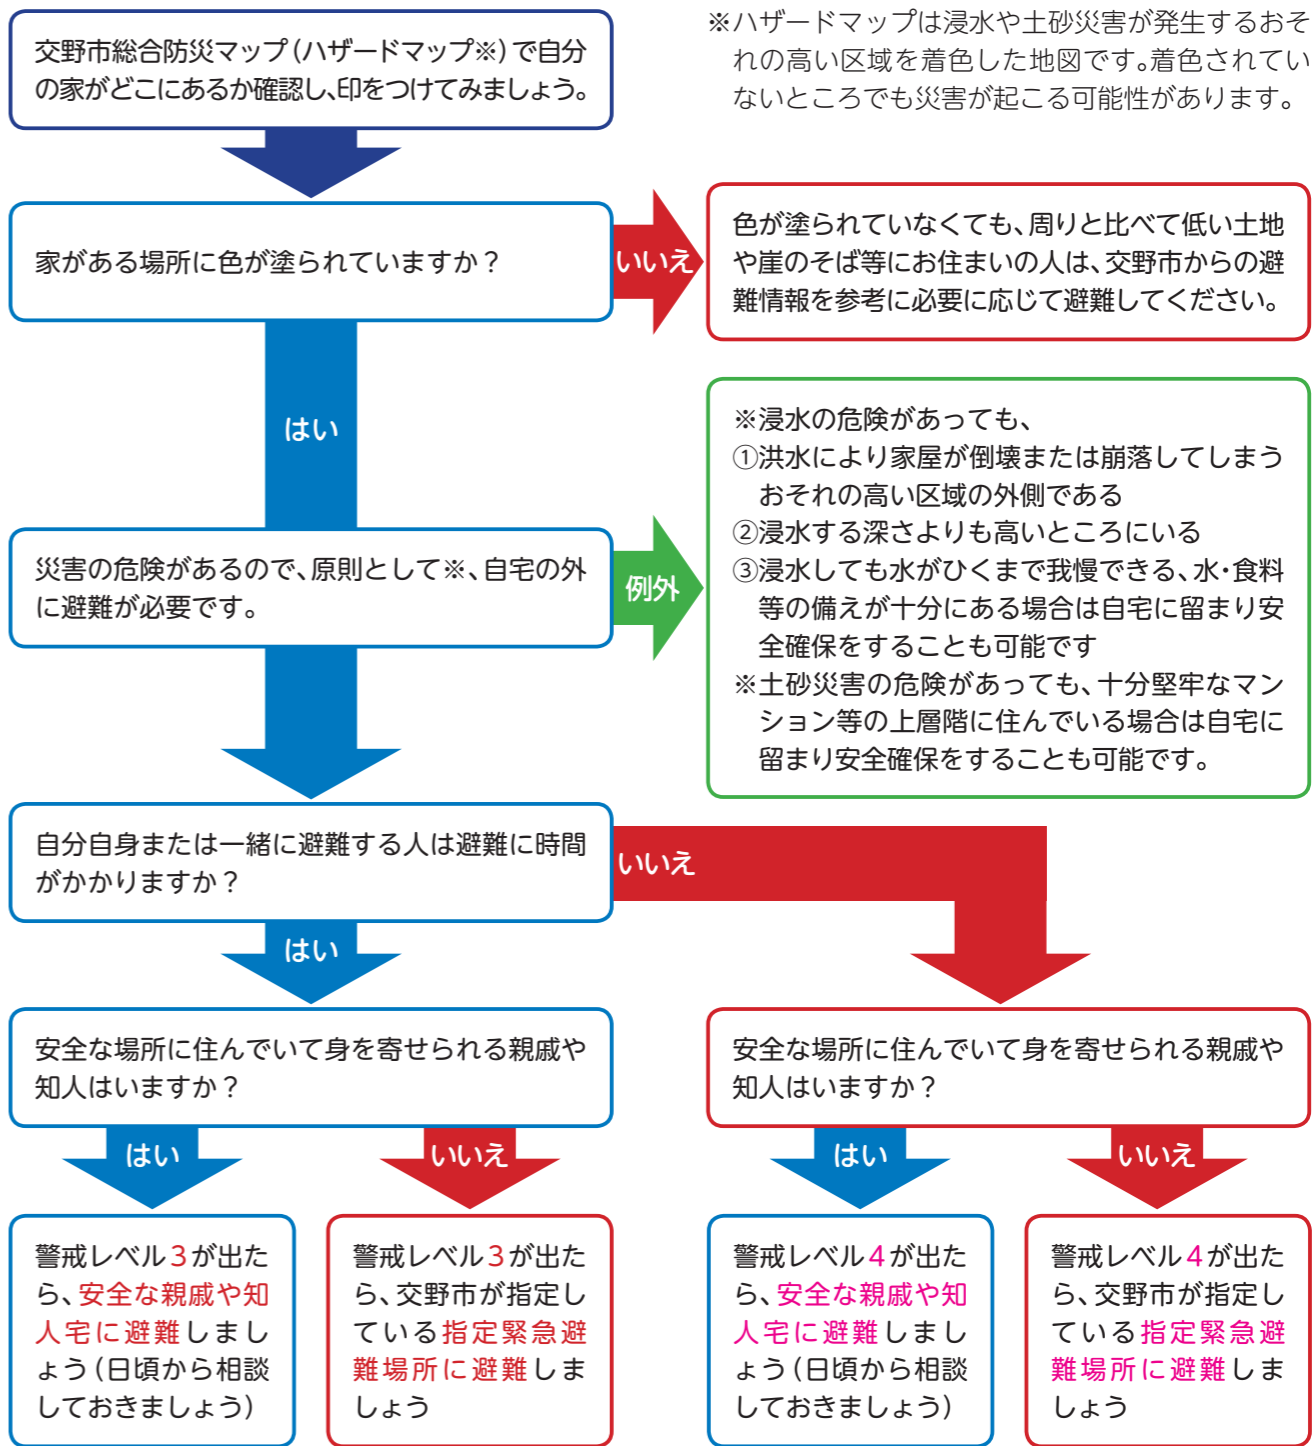 交野市総合防災マップ(ハザードマップ※)で自分
の家がどこにあるか確認し、印をつけてみましょう。
※ハザードマップは浸水や土砂災害が発生するおそ
れの高い区域を着色した地図です。着色されてい
ないところでも災害が起こる可能性があります。
家がある場所に色が塗られていますか？
いいえ
色が塗られていなくても、周りと比べて低い土地
や崖のそば等にお住まいの人は、交野市からの避
難情報を参考に必要に応じて避難してください。
はい
災害の危険があるので、原則として※、自宅の外
に避難が必要です。
例外
※浸水の危険があっても、
①洪水により家屋が倒壊または崩落してしまう
おそれの高い区域の外側である
②浸水する深さよりも高いところにいる
③浸水しても水がひくまで我慢できる、水・食料
等の備えが十分にある場合は自宅に留まり安
全確保をすることも可能です
※土砂災害の危険があっても、十分堅牢なマン
ション等の上層階に住んでいる場合は自宅に
留まり安全確保をすることも可能です。
自分自身または一緒に避難する人は避難に時間
がかかりますか？
いいえ
はい
安全な場所に住んでいて身を寄せられる親戚や
知人はいますか？
はい
いいえ
警戒レベル3が出た
ら、安全な親戚や知
人宅に避難しまし
ょう(日頃から相談
しておきましょう)
警戒レベル3が出た
ら、交野市が指定し
ている指定緊急避
難場所に避難しま
しょう
安全な場所に住んでいて身を寄せられる親戚や
知人はいますか？
はい
いいえ
警戒レベル4が出た
ら、安全な親戚や知
人宅に避難しまし
ょう(日頃から相談
しておきましょう)
警戒レベル4が出た
ら、交野市が指定し
ている指定緊急避
難場所に避難しま
しょう